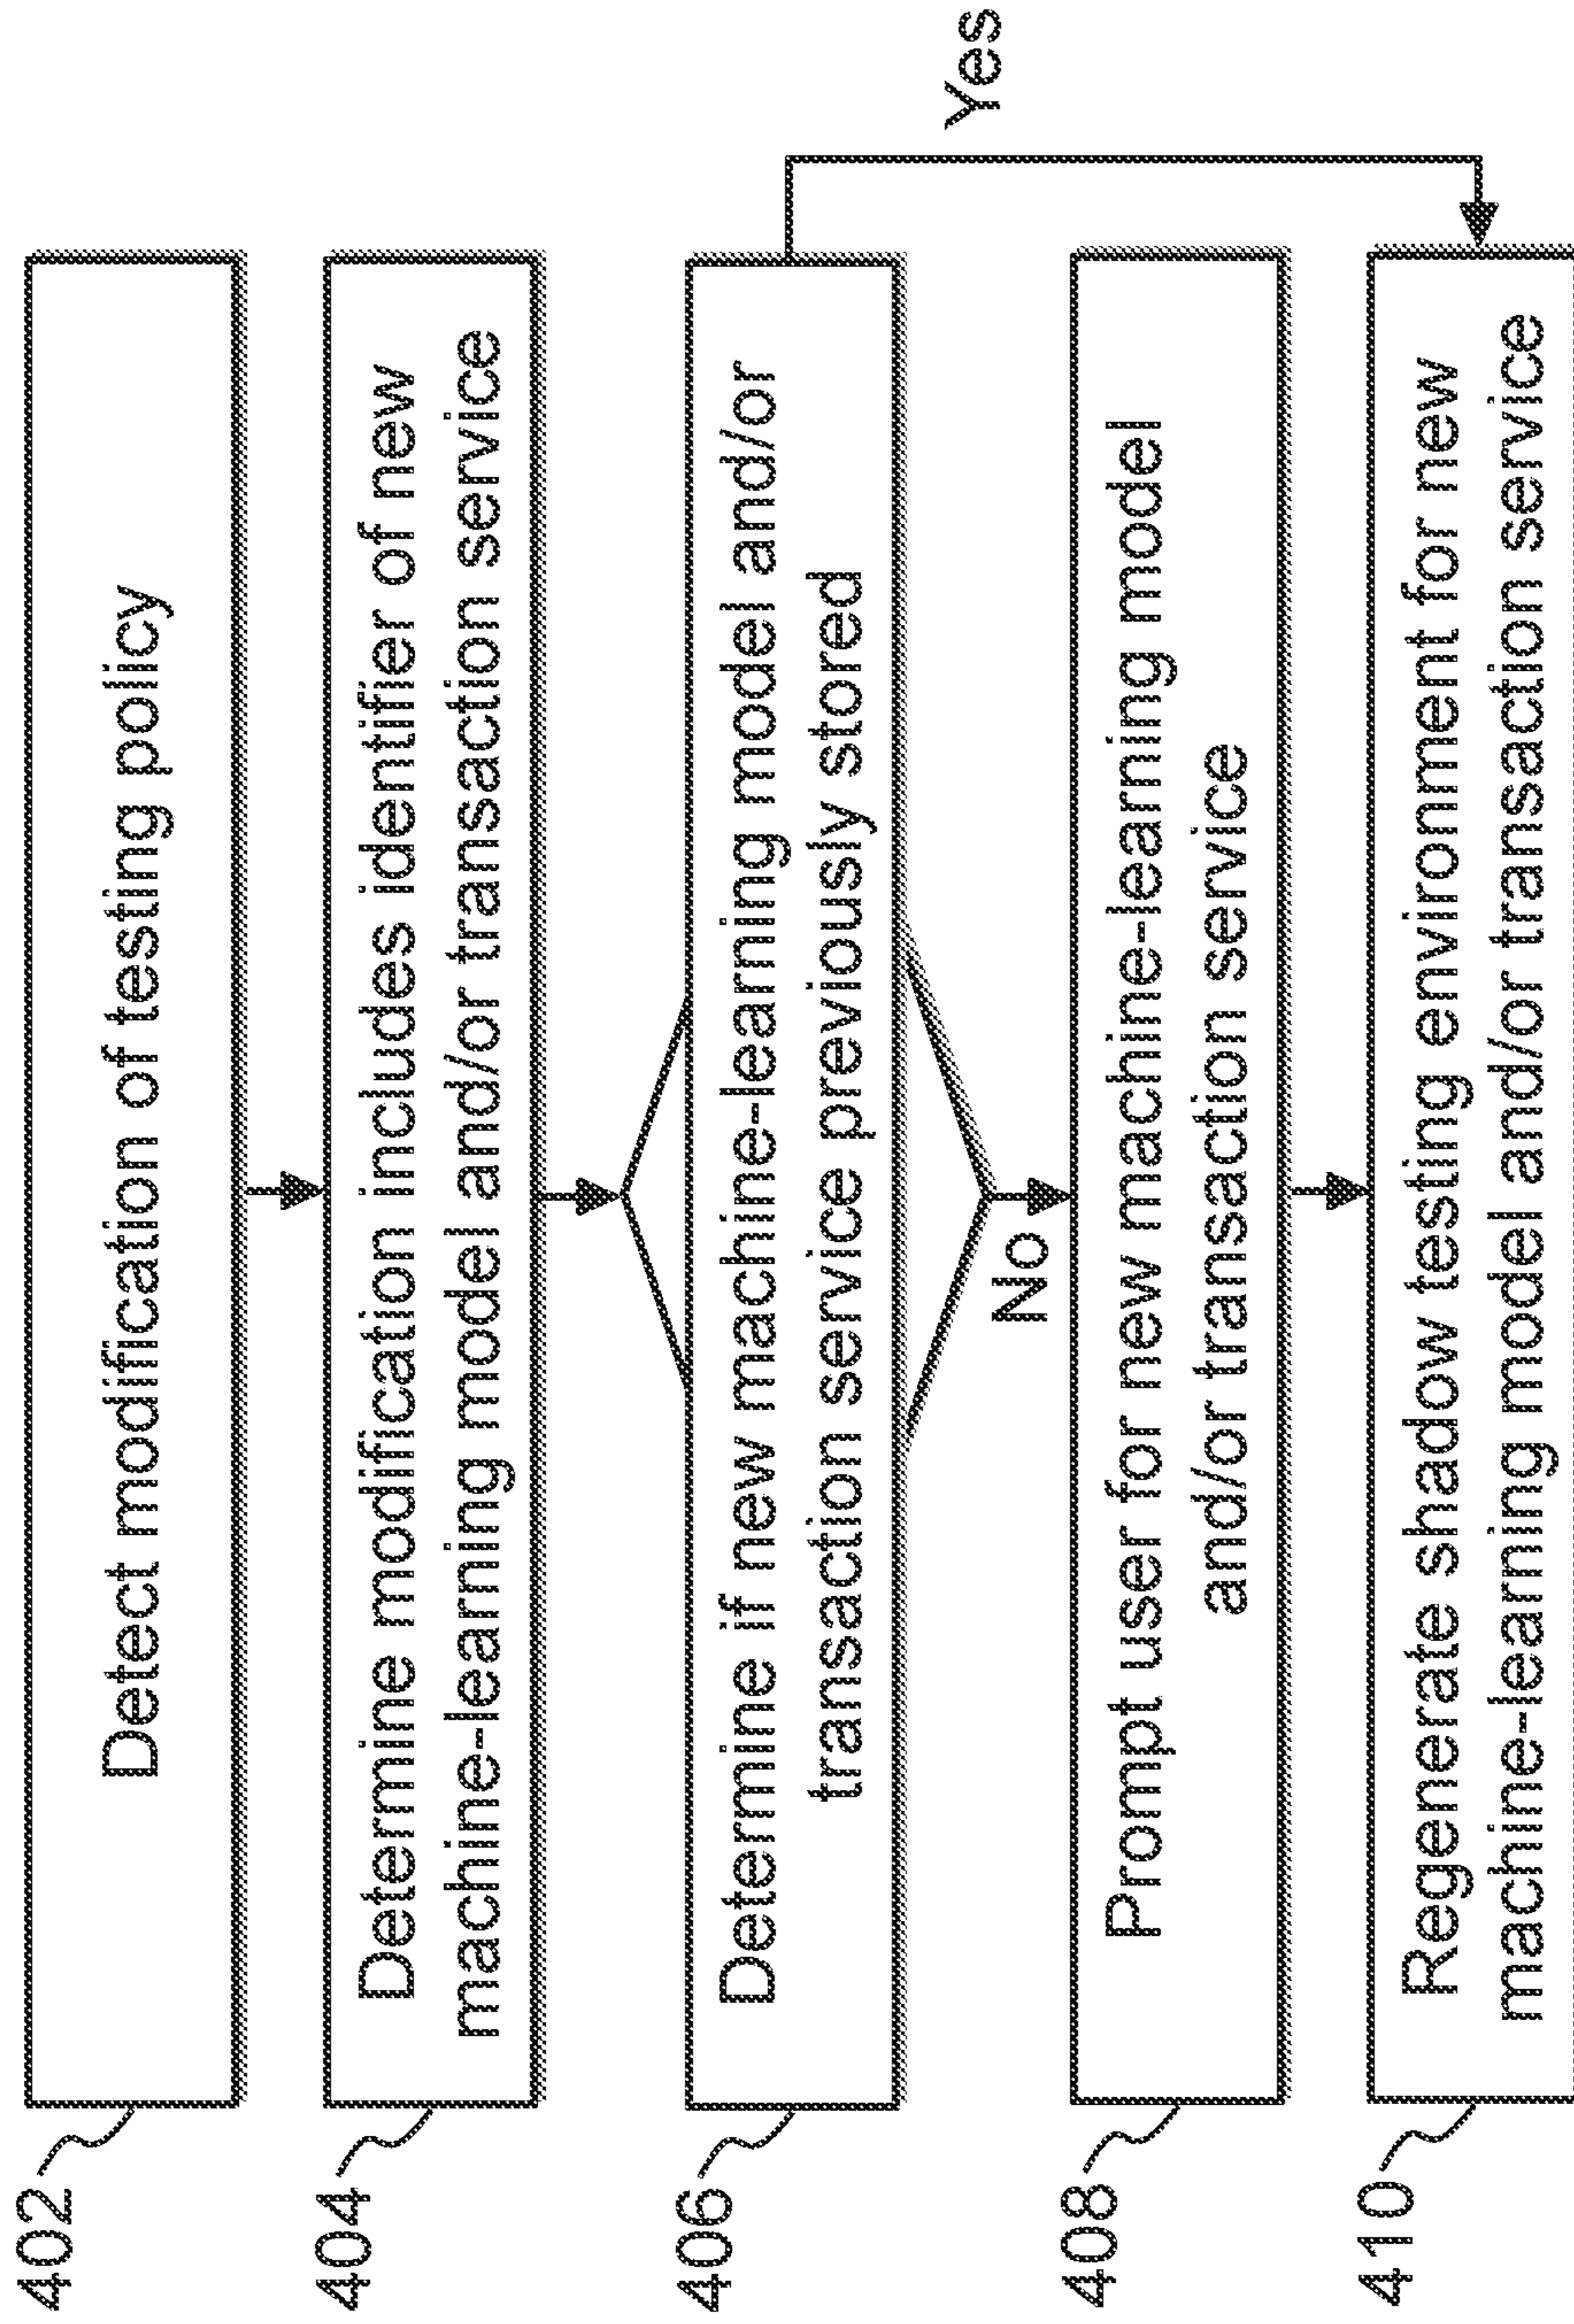 402
Detect modification of testing policy
404
Determine modification includes identifier of new
machine-learning model and/or transaction service
406
Determine if new machine-learning model and/or
transaction service previously stored
Yes
No
408
Prompt user for new machine-learning model
and/or transaction service
410
Regenerate shadow testing environment for new
machine-learning model and/or transaction service